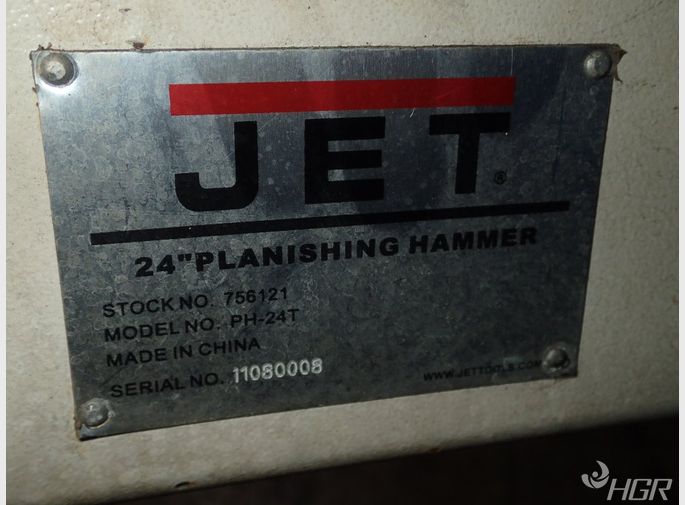 JET®
24"PLANISHING HAMMER
STOCK NO. 756121
MODEL NO. PH-24T
MADE IN CHINA
SERIAL NO. 11080008
WWW.JETTOOLS.COM
HGR